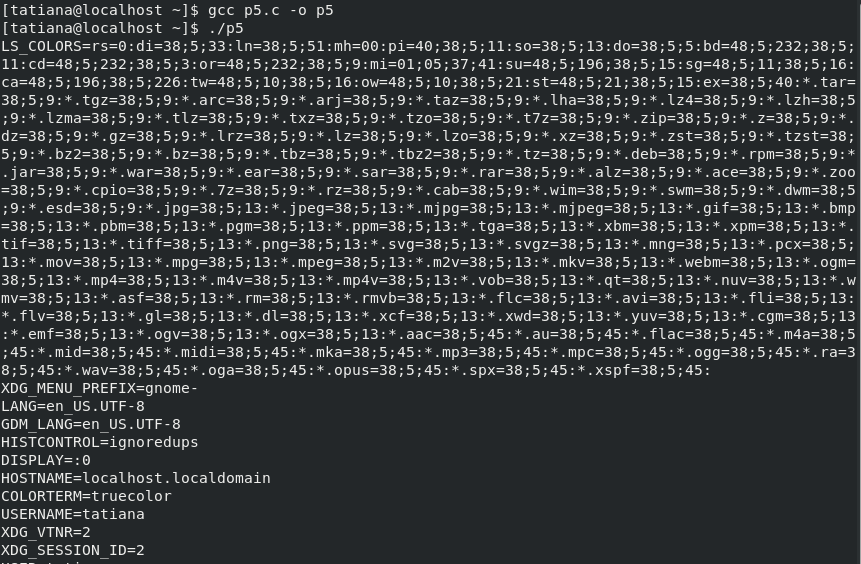 [tatiana@localhost ~]$ gcc p5.c -o p5
[tatiana@localhost ~]$ ./p5
LS_COLORS=rs=0:di=38;5;33:ln=38;5;51:mh=00:pi=40;38;5;11:so=38;5;13:do=38;5;5:bd=48;5;232;38;5;
11:cd=48;5;232;38;5;3:or=48;5;232;38;5;9:mi=01;05;37;41:su=48;5;196;38;5;15:sg=48;5;11;38;5;16:
ca=48;5;196;38;5;226:tw=48;5;10;38;5;16:ow=48;5;10;38;5;21:st=48;5;21;38;5;15:ex=38;5;40:*.tar=
38;5;9:*.tgz=38;5;9:*.arc=38;5;9:*.arj=38;5;9:*.taz=38;5;9:*.lha=38;5;9:*.lz4=38;5;9:*.lzh=38;5
;9:*.lzma=38;5;9:*.tlz=38;5;9:*.txz=38;5;9:*.tzo=38;5;9:*.t7z=38;5;9:*.zip=38;5;9:*.z=38;5;9:*.
dz=38;5;9:*.gz=38;5;9:*.lrz=38;5;9:*.lz=38;5;9:*.lzo=38;5;9:*.xz=38;5;9:*.zst=38;5;9:*.tzst=38;
5;9:*.bz2=38;5;9:*.bz=38;5;9:*.tbz=38;5;9:*.tbz2=38;5;9:*.tz=38;5;9:*.deb=38;5;9:*.rpm=38;5;9:*
.jar=38;5;9:*.war=38;5;9:*.ear=38;5;9:*.sar=38;5;9:*.rar=38;5;9:*.alz=38;5;9:*.ace=38;5;9:*.zoo
=38;5;9:*.cpio=38;5;9:*.7z=38;5;9:*.rz=38;5;9:*.cab=38;5;9:*.wim=38;5;9:*.swm=38;5;9:*.dwm=38;5
;9:*.esd=38;5;9:*.jpg=38;5;13:*.jpeg=38;5;13:*.mjpg=38;5;13:*.mjpeg=38;5;13:*.gif=38;5;13:*.bmp
=38;5;13:*.pbm=38;5;13:*.pgm=38;5;13:*.ppm=38;5;13:*.tga=38;5;13:*.xbm=38;5;13:*.xpm=38;5;13:*.
tif=38;5;13:*.tiff=38;5;13:*.png=38;5;13:*.svg=38;5;13:*.svgz=38;5;13:*.mng=38;5;13:*.pcx=38;5;
13:*.mov=38;5;13:*.mpg=38;5;13:*.mpeg=38;5;13:*.m2v=38;5;13:*.mkv=38;5;13:*.webm=38;5;13:*.ogm=
38;5;13:*.mp4=38;5;13:*.m4v=38;5;13:*.mp4v=38;5;13:*.vob=38;5;13:*.qt=38;5;13:*.nuv=38;5;13:*.w
mv=38;5;13:*.asf=38;5;13:*.rm=38;5;13:*.rmvb=38;5;13:*.flc=38;5;13:*.avi=38;5;13:*.fli=38;5;13:
*.flv=38;5;13:*.gl=38;5;13:*.dl=38;5;13:*.xcf=38;5;13:*.xwd=38;5;13:*.yuv=38;5;13:*.cgm=38;5;13
:*.emf=38;5;13:*.ogv=38;5;13:*.ogx=38;5;13:*.aac=38;5;45:*.au=38;5;45:*.flac=38;5;45:*.m4a=38;5
;45:*.mid=38;5;45:*.midi=38;5;45:*.mka=38;5;45:*.mp3=38;5;45:*.mpc=38;5;45:*.ogg=38;5;45:*.ra=3
8;5;45:*.wav=38;5;45:*.oga=38;5;45:*.opus=38;5;45:*.spx=38;5;45:*.xspf=38;5;45:
XDG_MENU_PREFIX=gnome-
LANG=en_US.UTF-8
GDM_LANG=en_US.UTF-8
HISTCONTROL=ignoredups
DISPLAY=:0
HOSTNAME=localhost.localdomain
COLORTERM=truecolor
USERNAME=tatiana
XDG_VTNR=2
XDG_SESSION_ID=2